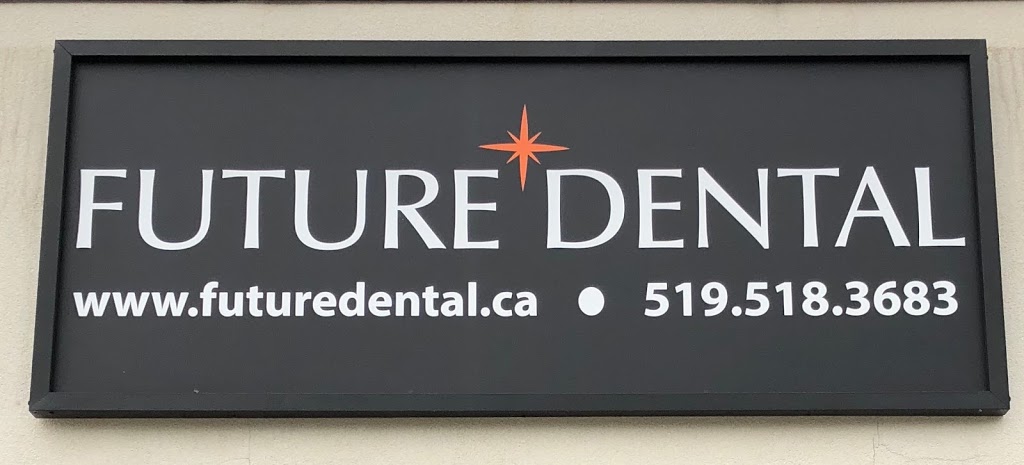 FUTURE DENTAL
www.futuredental.ca • 519.518.3683